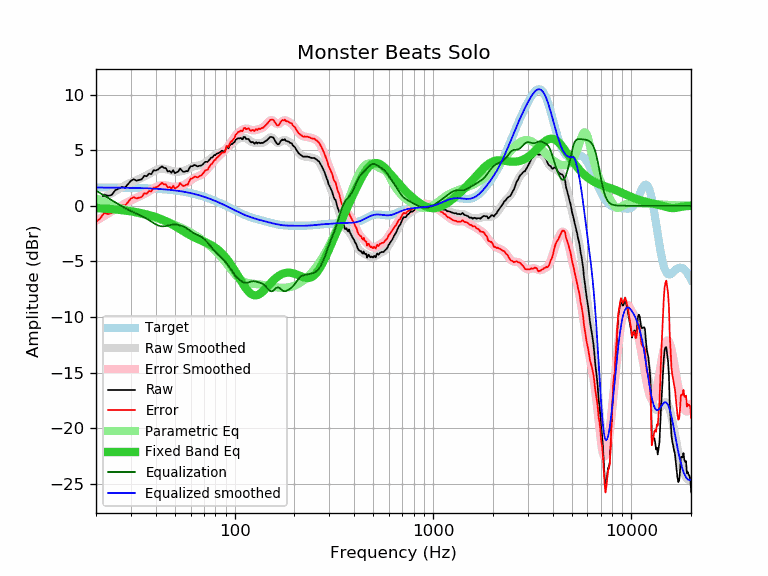 Monster Beats Solo
Amplitude (dBr)
10
5
0
−5
−10
−15
−20
−25
Target
Raw Smoothed
Error Smoothed
Raw
Error
Parametric Eq
Fixed Band Eq
Equalization
Equalized smoothed
100
1000
10000
Frequency (Hz)